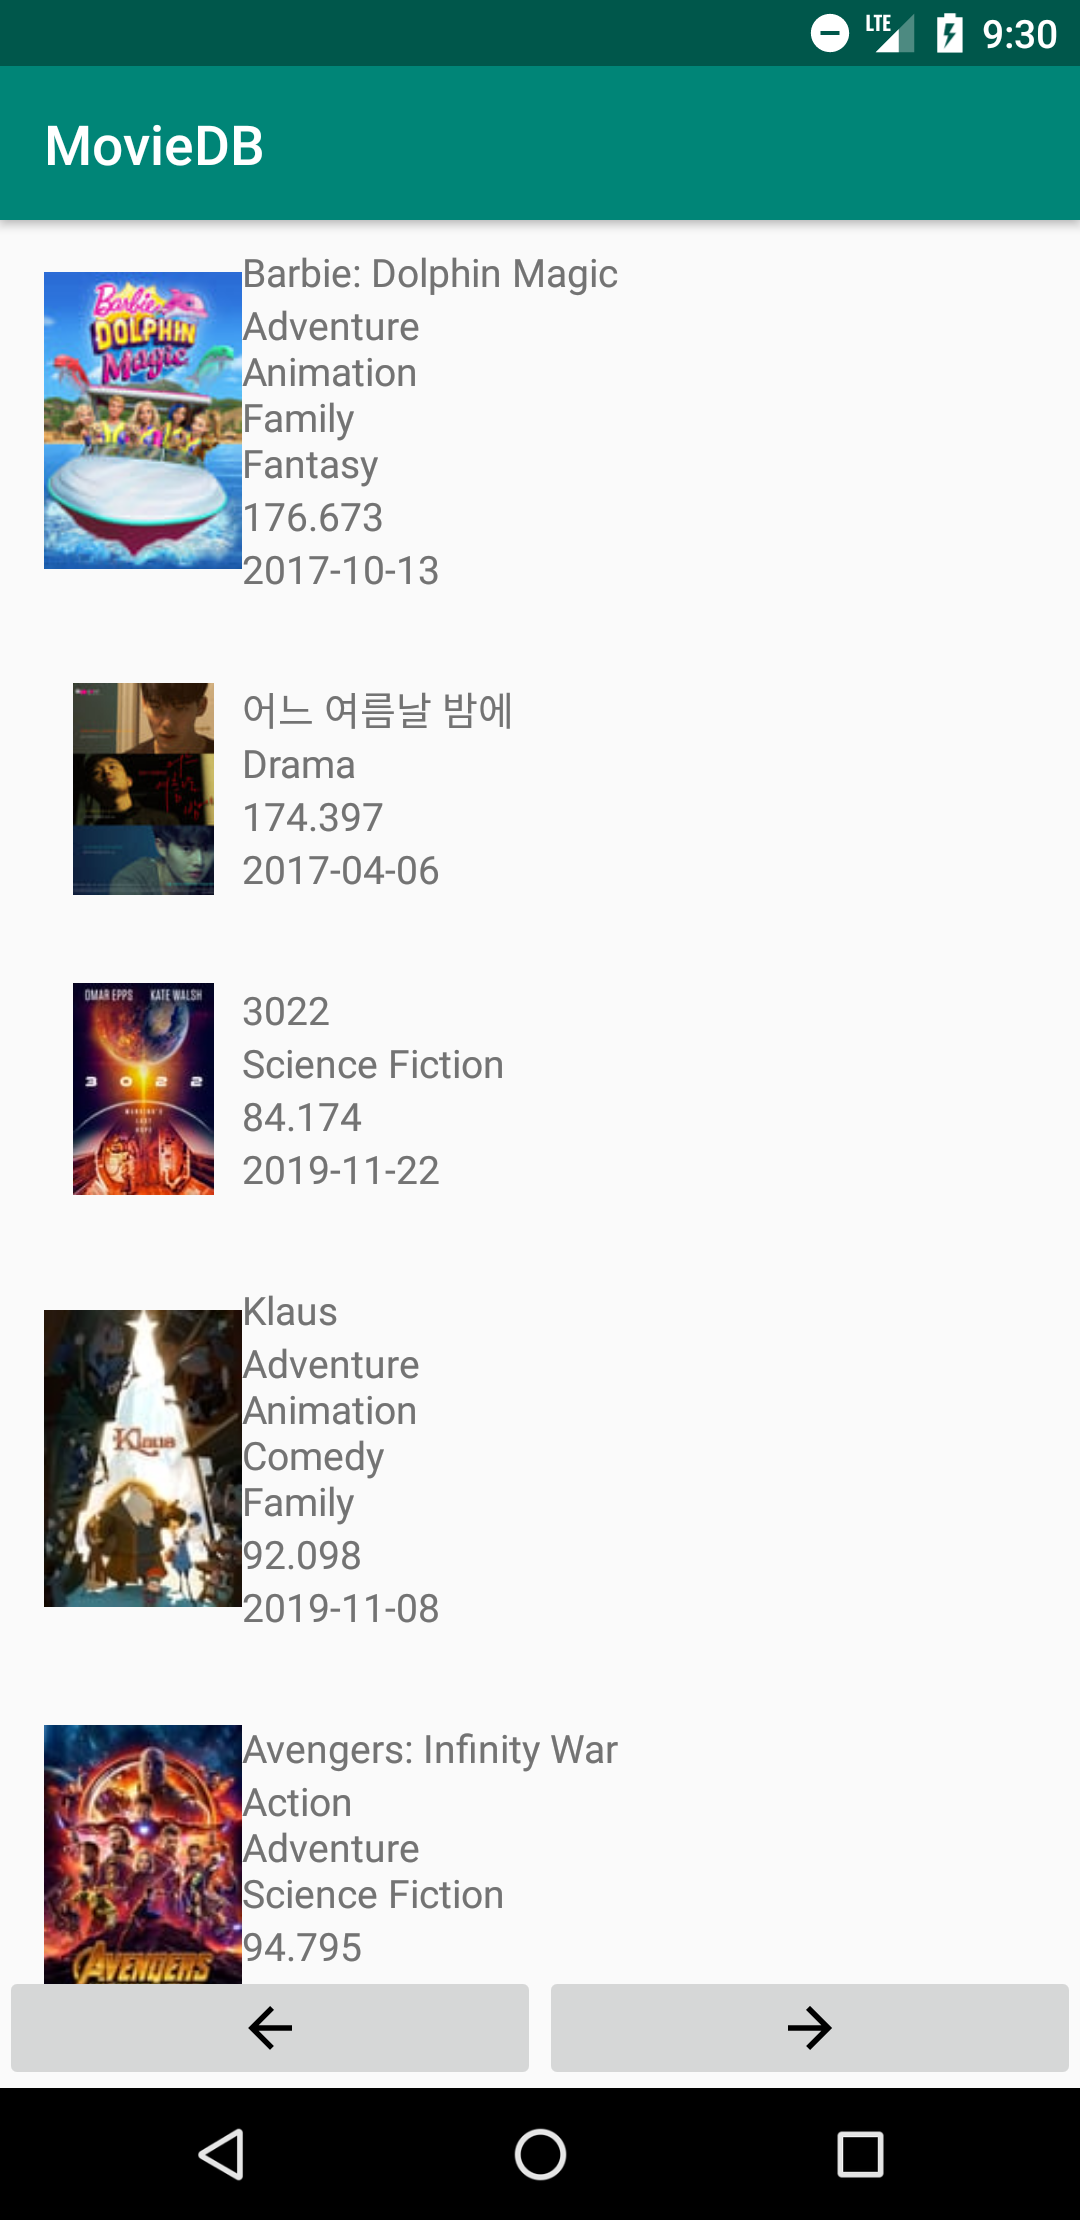 LTE 9:30
MovieDB
Barbie: Dolphin Magic
Barbie
DOLPHIN
Magic
Adventure
Animation
Family
Fantasy
176.673
2017-10-13
어느 여름날 밤에
Drama
174.397
2017-04-06
OMAR EPPS KATE WALSH
3 0 2 2
3022
Science Fiction
84.174
2019-11-22
Klaus
Klaus
Adventure
Animation
Comedy
Family
92.098
2019-11-08
Avengers: Infinity War
Action
Adventure
Science Fiction
94.795
AVENGERS